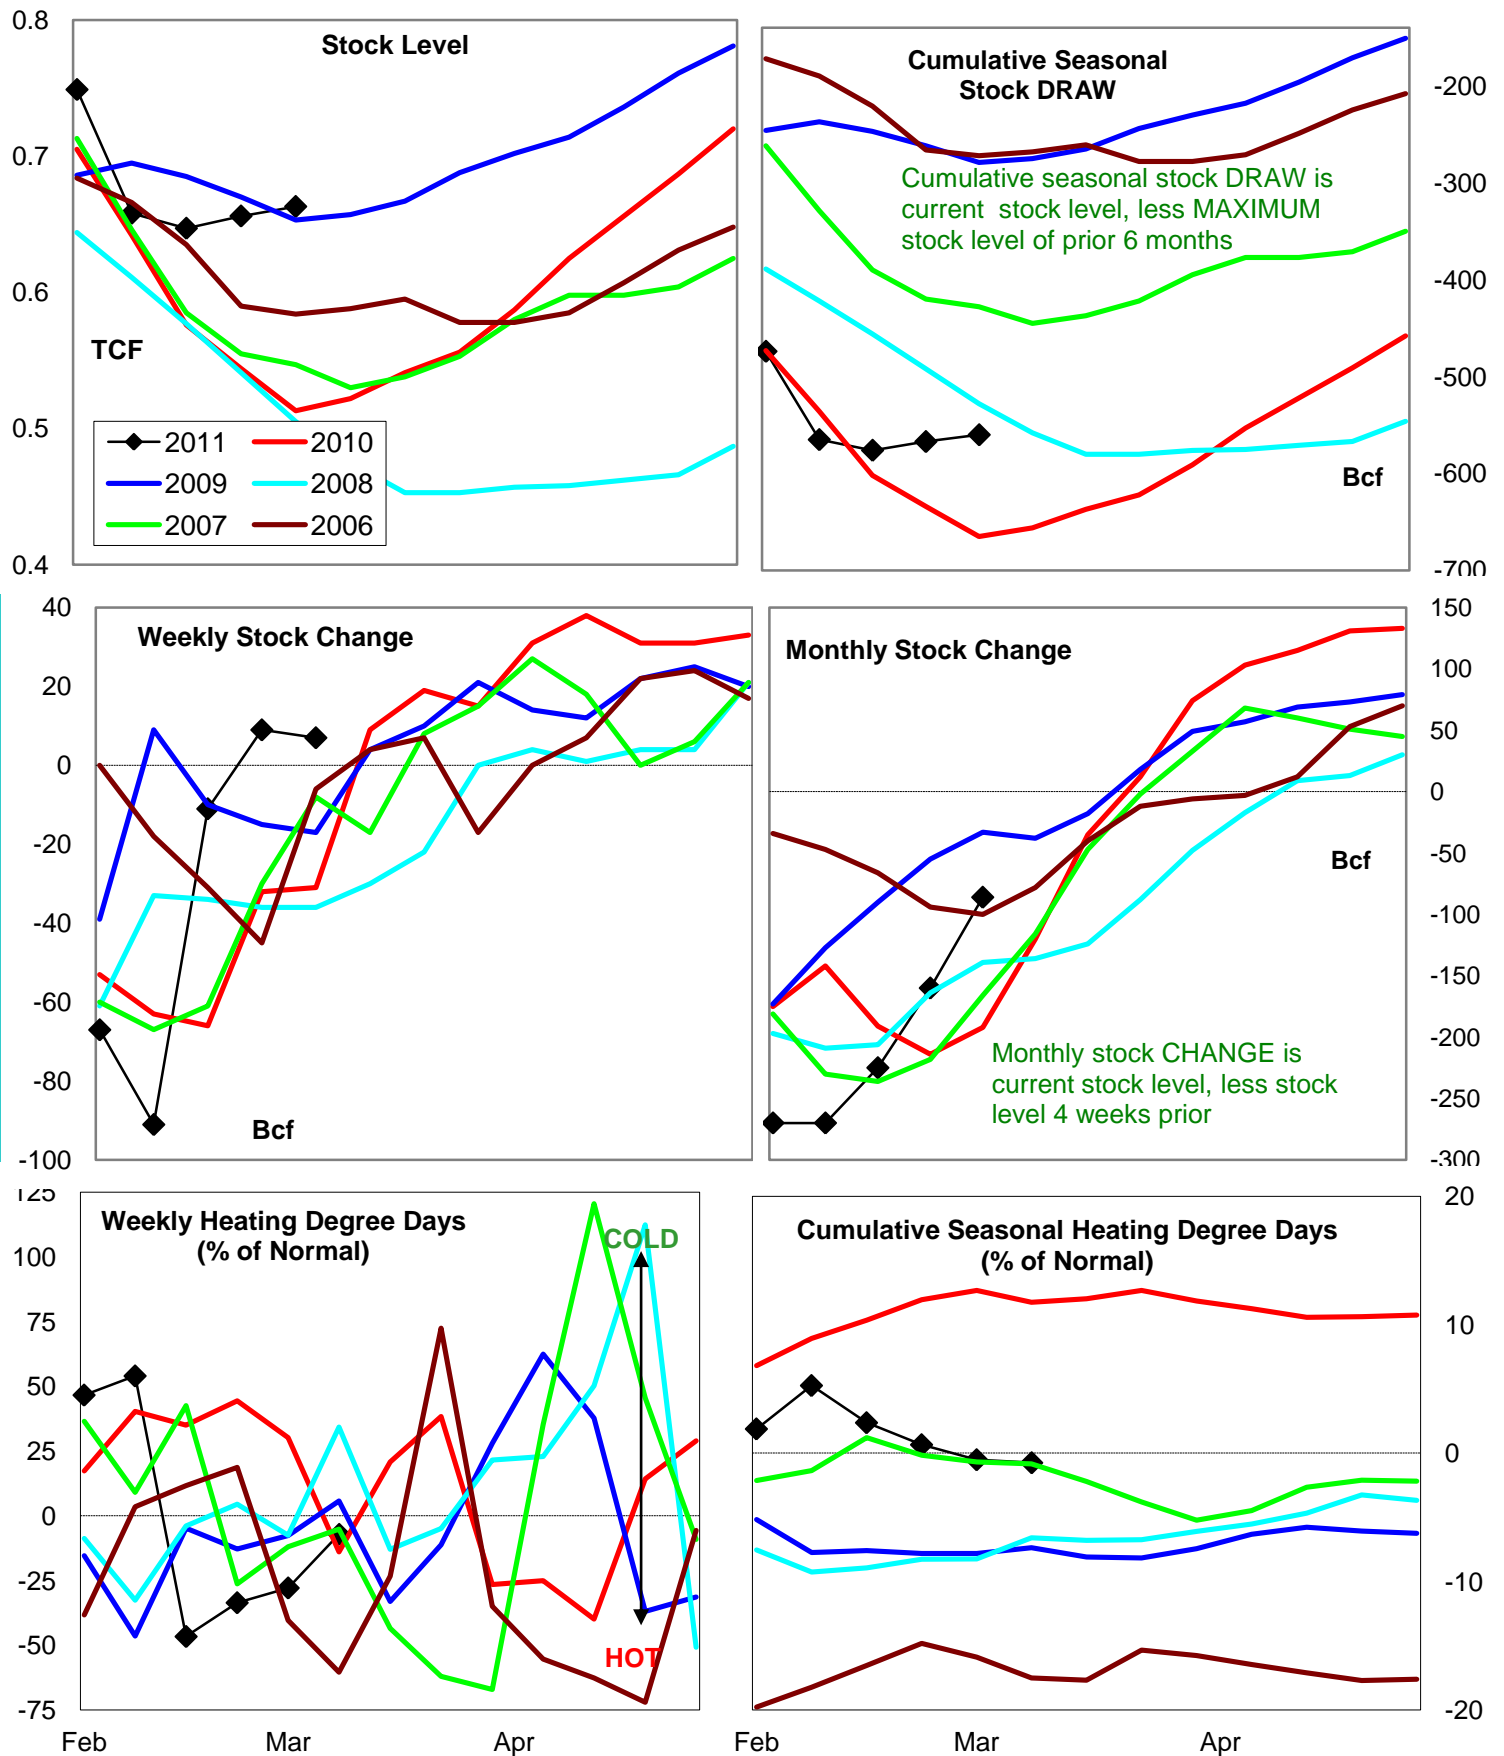 Stock Level
0.8
0.7
0.6
0.5
0.4
TCF
2011
2010
2009
2008
2007
2006
Cumulative Seasonal
Stock DRAW
Cumulative seasonal stock DRAW is
current stock level, less MAXIMUM
stock level of prior 6 months
Bcf
-200
-300
-400
-500
-600
-700
Weekly Stock Change
40
20
0
-20
-40
-60
-80
-100
Bcf
Monthly Stock Change
Bcf
Monthly stock CHANGE is
current stock level, less stock
level 4 weeks prior
150
100
50
0
-50
-100
-150
-200
-250
-300
Weekly Heating Degree Days
(% of Normal)
COLD
HOT
125
100
75
50
25
0
-25
-50
-75
Feb
Mar
Apr
Cumulative Seasonal Heating Degree Days
(% of Normal)
20
10
0
-10
-20
Feb
Mar
Apr